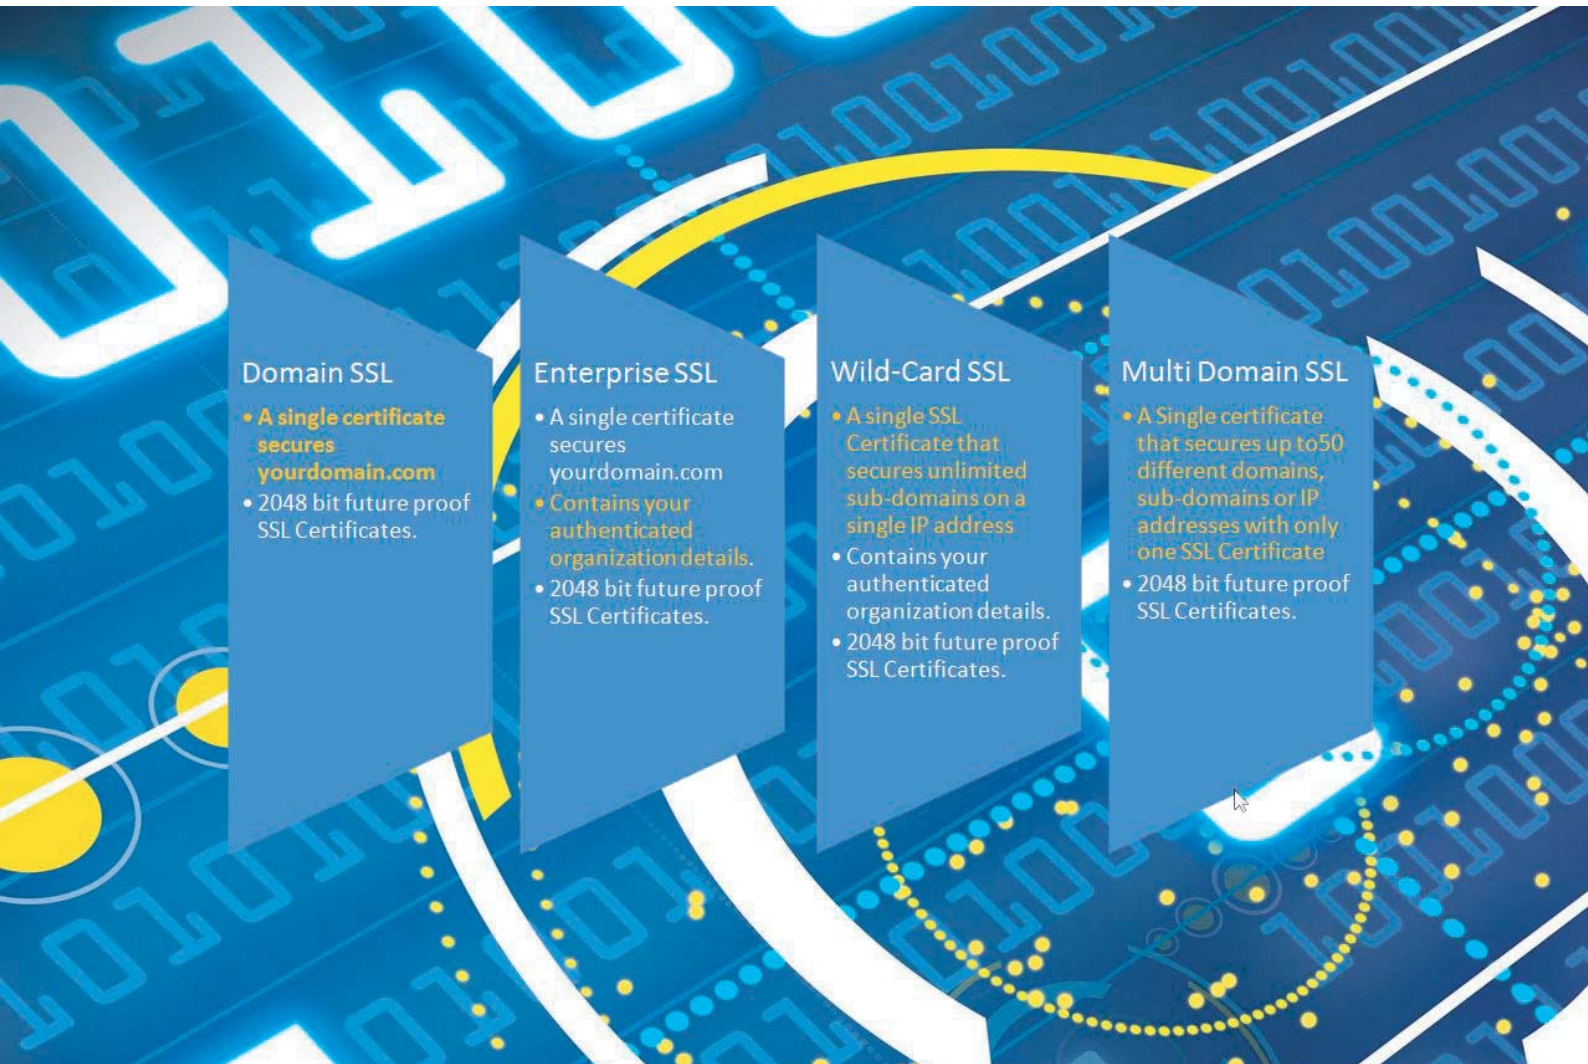 Domain SSL
• A single certificate
secures
yourdomain.com
• 2048 bit future proof
SSL Certificates.
Enterprise SSL
• A single certificate
secures
yourdomain.com
• Contains your
authenticated
organization details.
• 2048 bit future proof
SSL Certificates.
Wild-Card SSL
• A single SSL
Certificate that
secures unlimited
sub-domains on a
single IP address
• Contains your
authenticated
organization details.
• 2048 bit future proof
SSL Certificates.
Multi Domain SSL
• A Single certificate
that secures up to50
different domains,
sub-domains or IP
addresses with only
one SSL Certificate
• 2048 bit future proof
SSL Certificates.